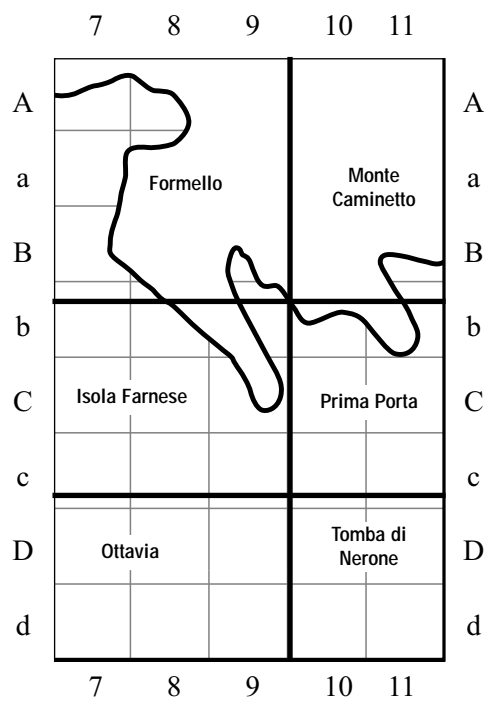 7 8 9 10 11
A A
a Formello Monte a
Caminetto
B B
b b
C Isola Farnese Prima Porta C
c c
D Ottavia Tomba di D
Nerone
d d
7 8 9 10 11